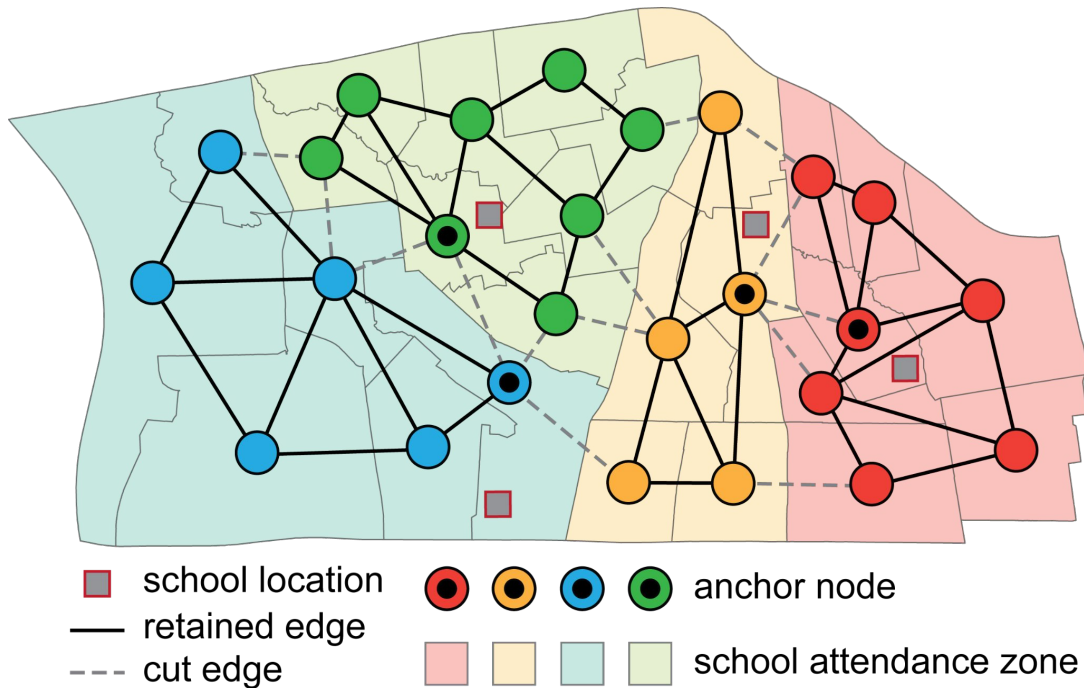 school location
anchor node
retained edge
cut edge
school attendance zone